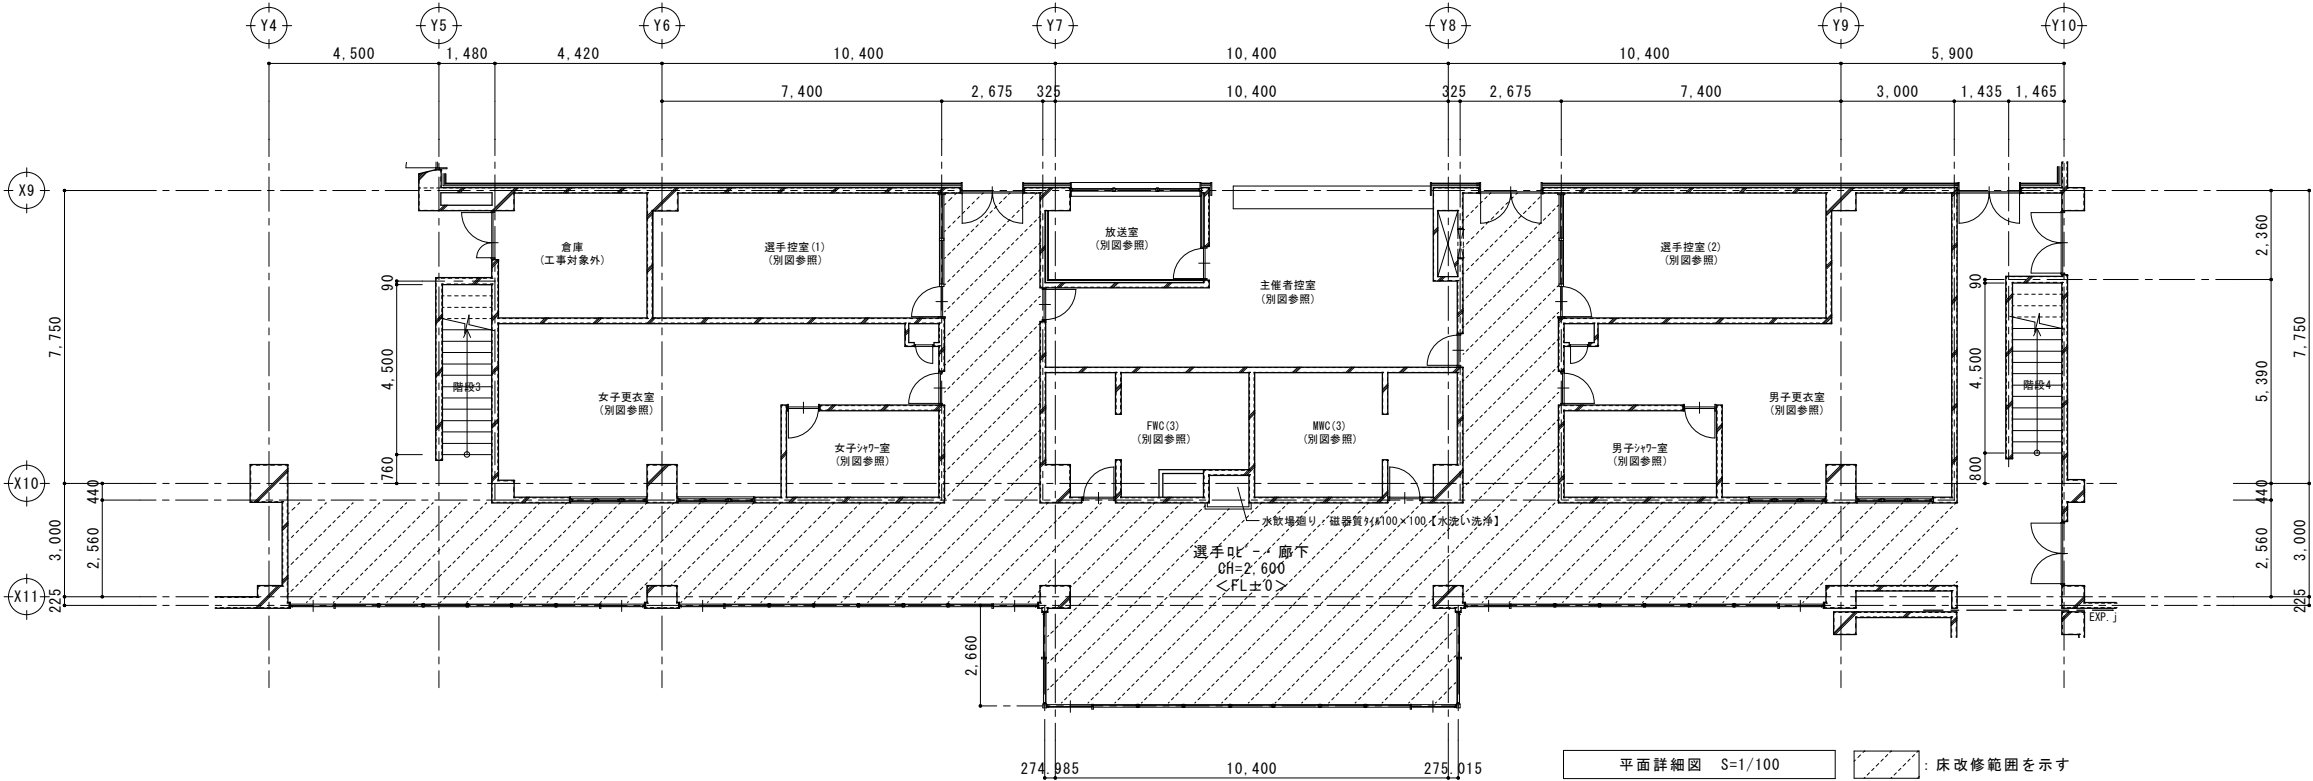 Y4
Y5
Y6
Y7
Y8
Y9
Y10
4,500
1,480
4,420
10,400
10,400
10,400
5,900
7,400
2,675
325
10,400
325
2,675
7,400
3,000
1,435
1,465
X9
X10
X11
7,750
440
3,000
2,560
225
90
4,500
760
倉庫
(工事対象外)
選手控室(1)
(別図参照)
放送室
(別図参照)
主催者控室
(別図参照)
選手控室(2)
(別図参照)
階段3
女子更衣室
(別図参照)
女子ｼｬﾜｰ室
(別図参照)
FWC(3)
(別図参照)
MWC(3)
(別図参照)
男子ｼｬﾜｰ室
(別図参照)
男子更衣室
(別図参照)
階段4
90
4,500
800
2,360
5,390
7,750
440
2,560
3,000
225
水飲場廻り：磁器質ﾀｲﾙ100×100【水洗い洗浄】
選手ﾛﾋﾞｰ・廊下
CH=2,600
<FL±0>
EXP.j
2,660
274.985
10,400
275.015
平面詳細図 S=1/100
：床改修範囲を示す